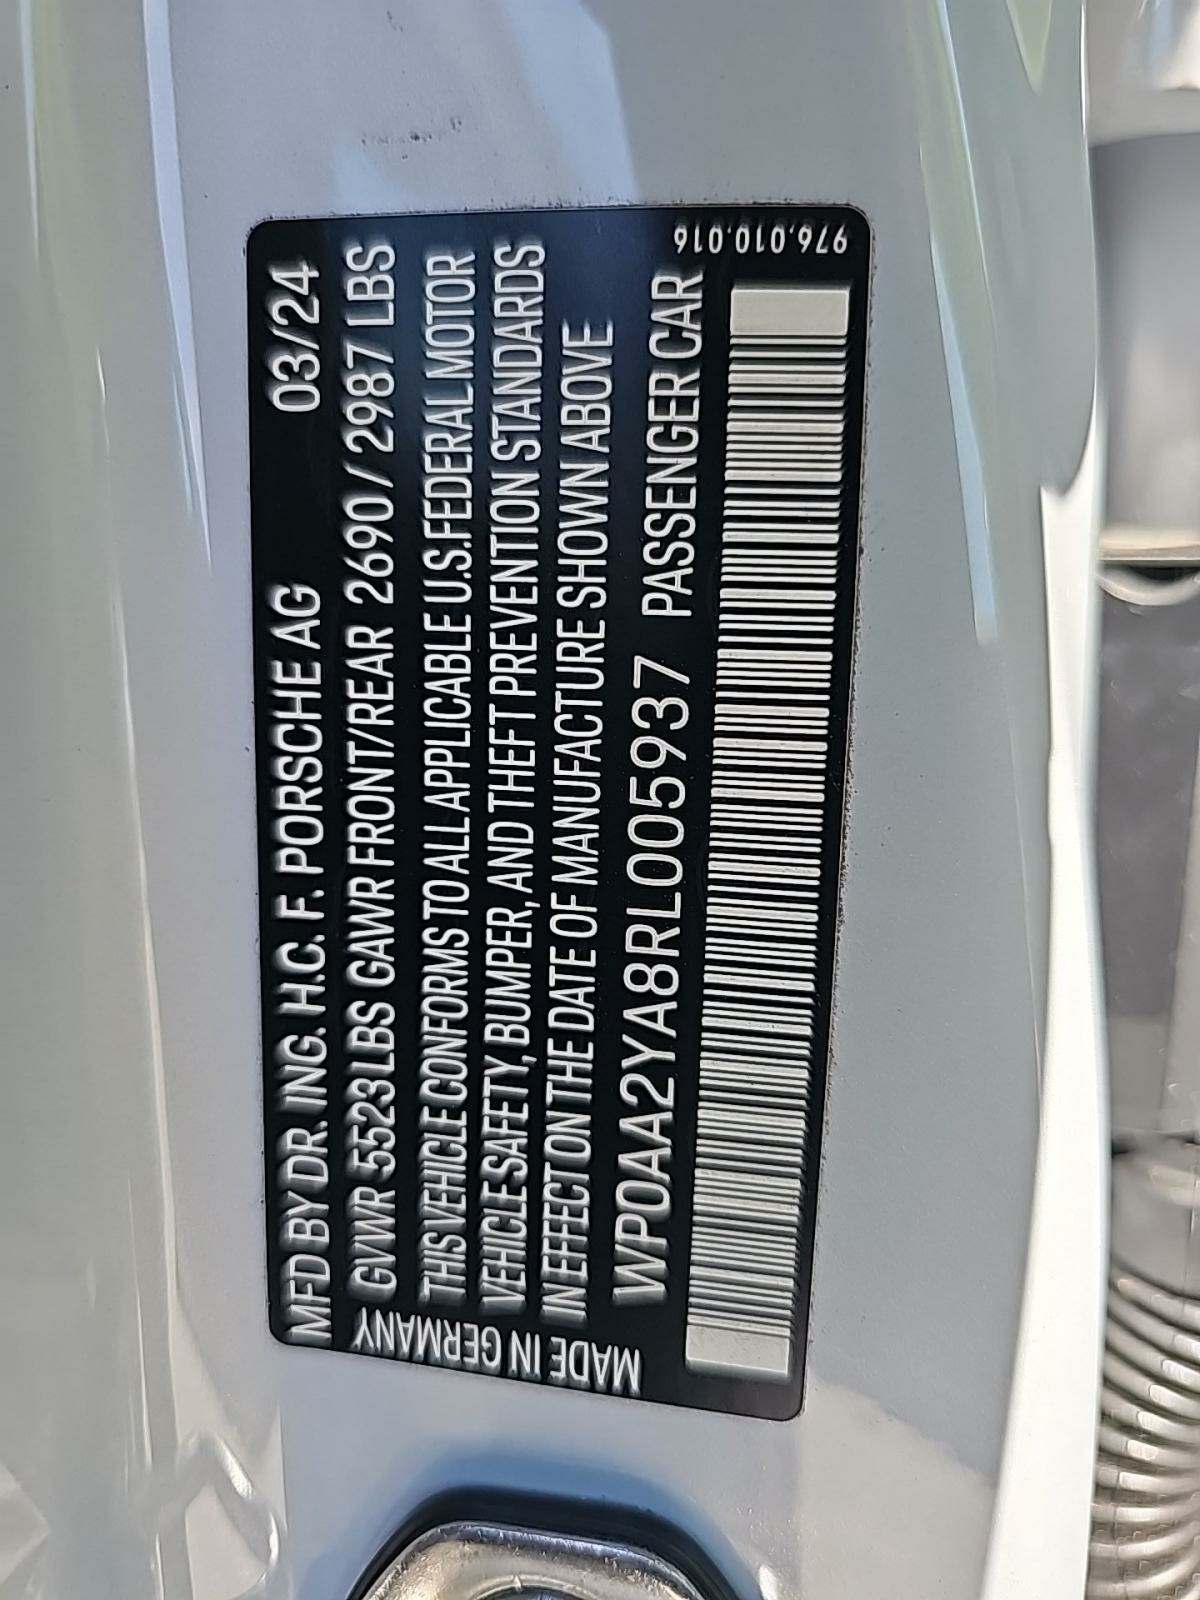 MFD BY DR. ING. H.C. F. PORSCHE AG 03/24
GVWR 5523LBS GAWR FRONT/REAR 2690 / 2987 LBS
THIS VEHICLE CONFORMS TO ALL APPLICABLE U.S.FEDERAL MOTOR
VEHICLE SAFETY, BUMPER, AND THEFT PREVENTION STANDARDS
IN EFFECT ON THE DATE OF MANUFACTURE SHOWN ABOVE
WP0AA2YA8RL005937 PASSENGER CAR
MADE IN GERMANY
976.010.016